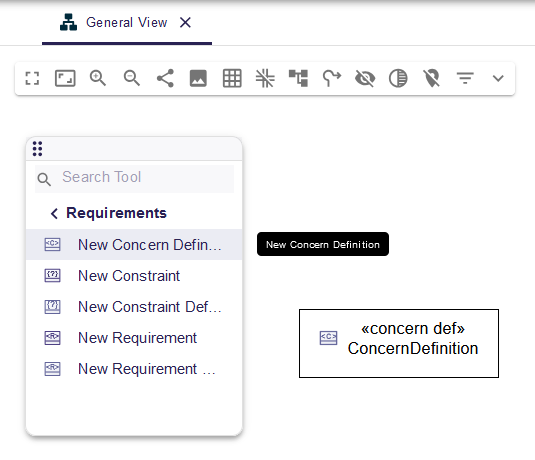 General View
Search Tool
Requirements
New Concern Defin...
New Concern Definition
New Constraint
New Constraint Def...
New Requirement
New Requirement ...
«concern def»
ConcernDefinition